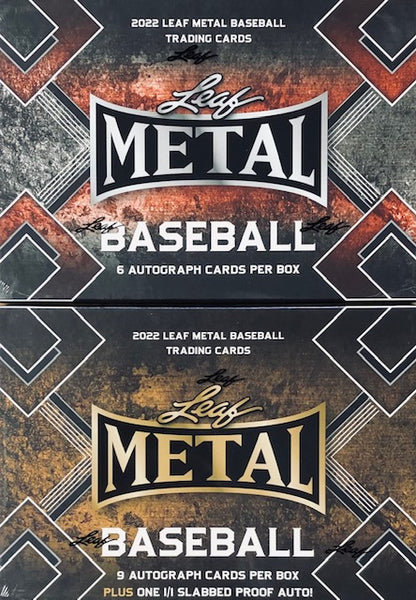 2022 LEAF METAL BASEBALL
TRADING CARDS
Leaf
Leaf
METAL
Leaf
Leaf
BASEBALL
6 AUTOGRAPH CARDS PER BOX
2022 LEAF METAL BASEBALL
TRADING CARDS
Leaf
Leaf
METAL
Leaf
Leaf
BASEBALL
9 AUTOGRAPH CARDS PER BOX
PLUS ONE 1/1 SLABBED PROOF AUTO!